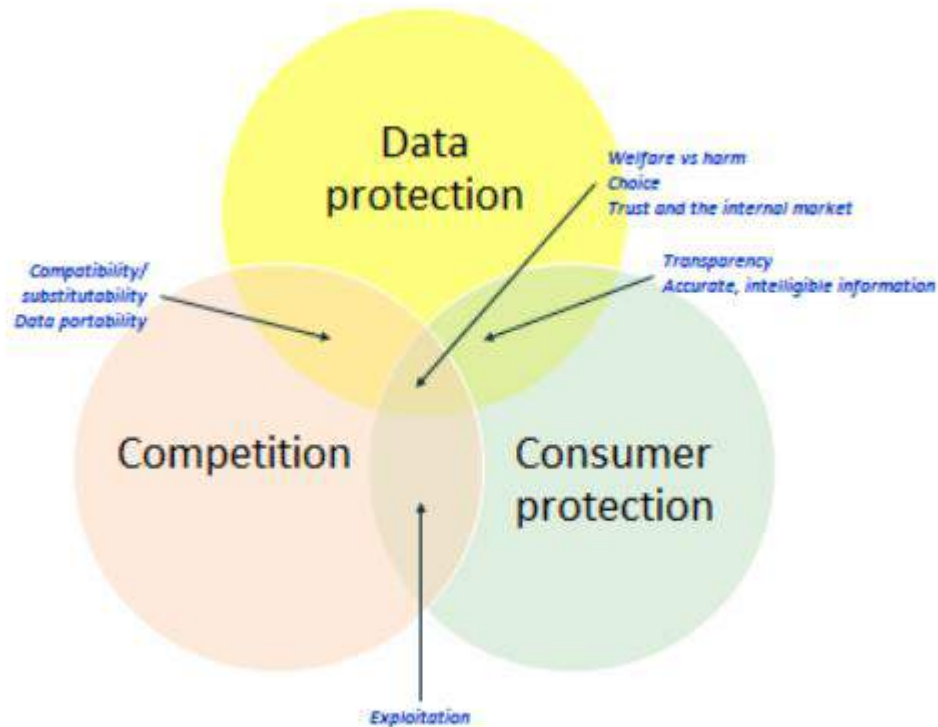 Data
protection
Welfare vs harm
Choice
Trust and the internal market
Compatibility/
substitutability
Data portability
Transparency
Accurate, intelligible information
Competition
Consumer
protection
Exploitation